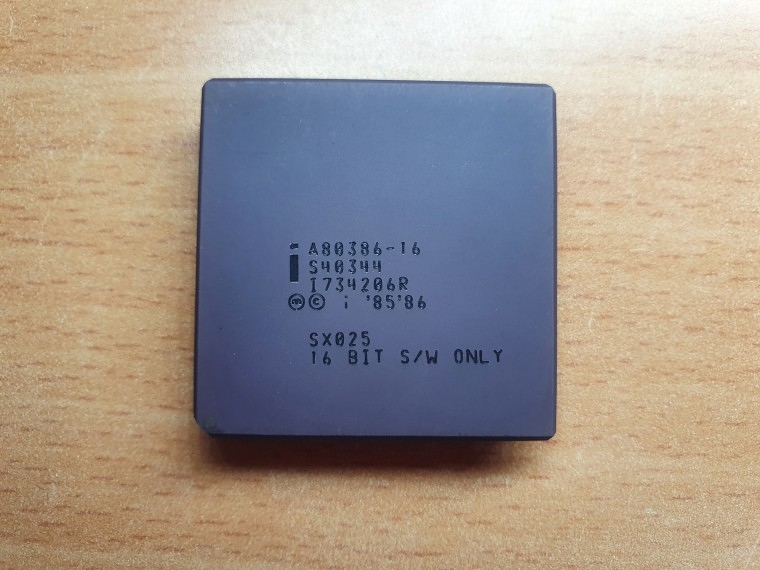 i A80386-16
S40344
I734206R
Ⓜ © i '85'86
SX025
16 BIT S/W ONLY